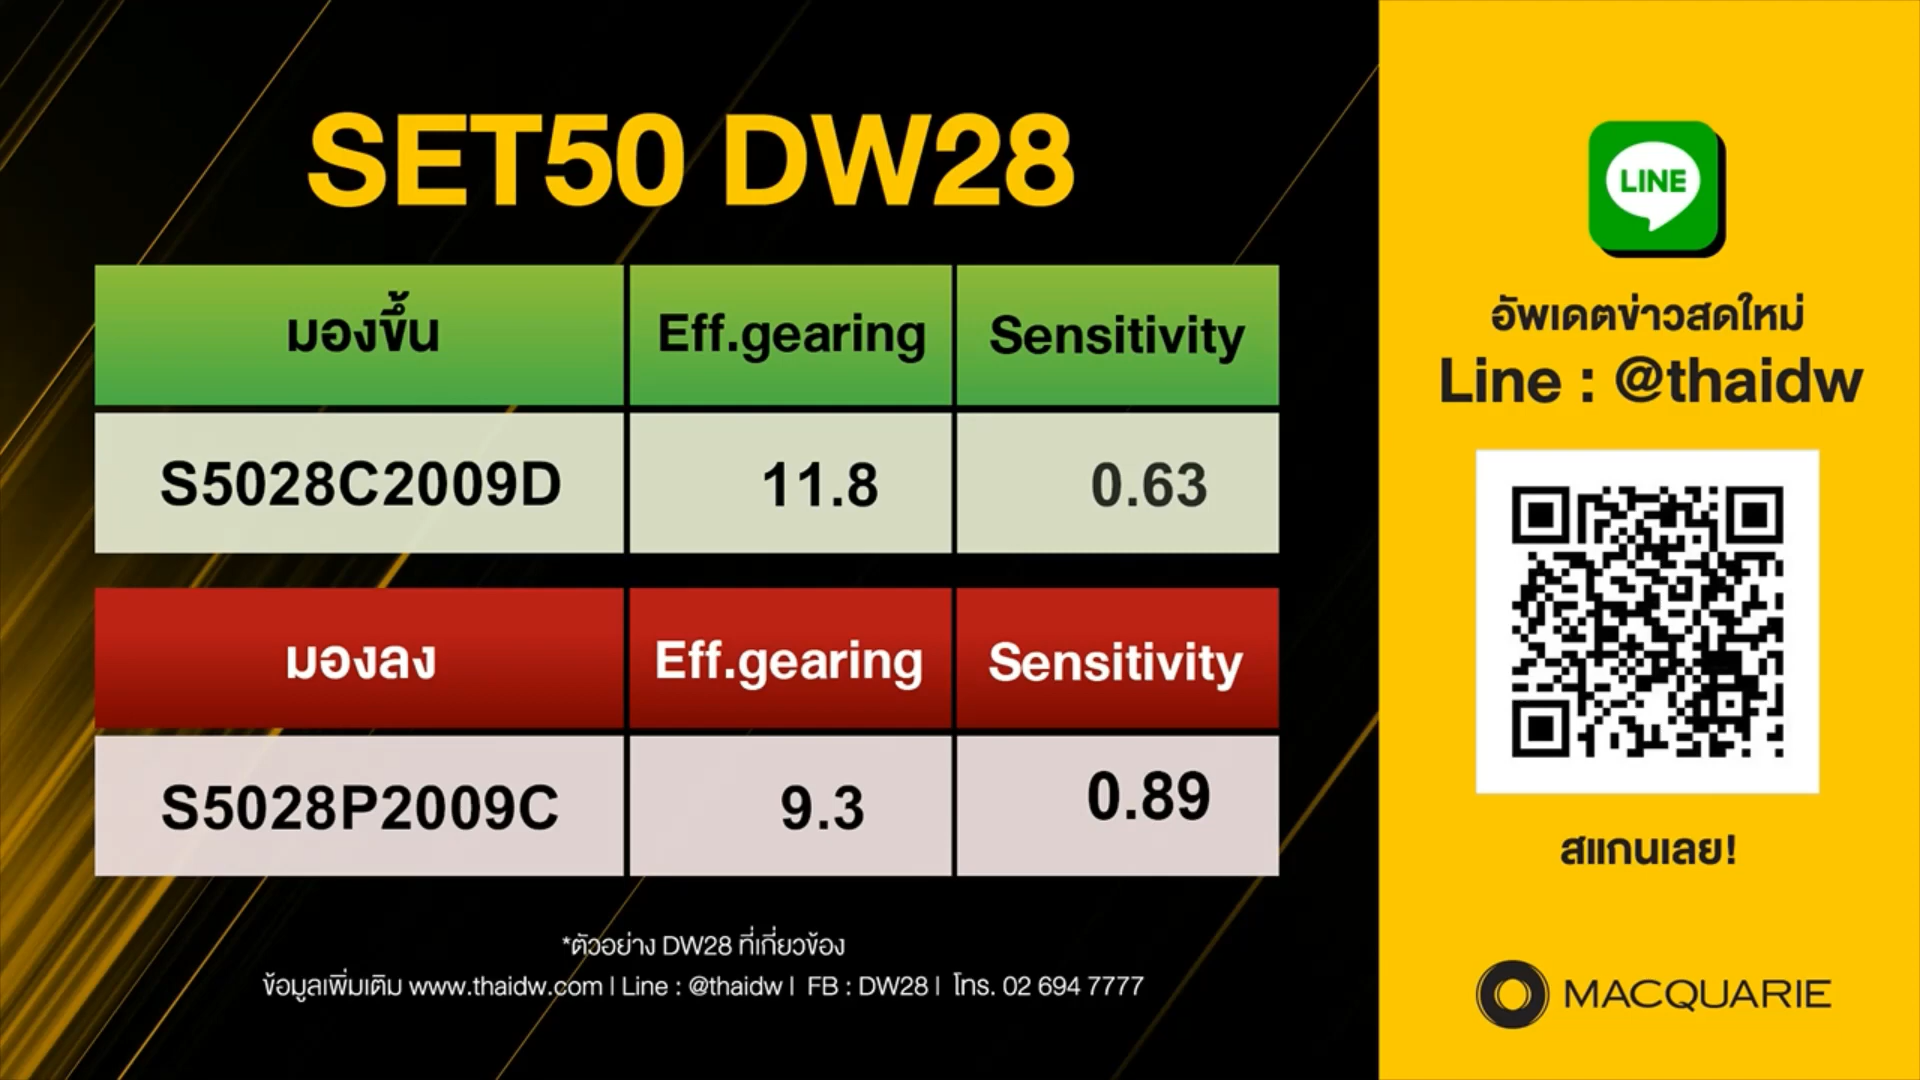 SET50 DW28
มองขึ้น Eff.gearing Sensitivity
S5028C2009D 11.8 0.63
มองลง Eff.gearing Sensitivity
S5028P2009C 9.3 0.89
*ตัวอย่าง DW28 ที่เกี่ยวข้อง
ข้อมูลเพิ่มเติม www.thaidw.com | Line : @thaidw | FB : DW28 | โทร. 02 694 7777
LINE
อัพเดตข่าวสดใหม่
Line : @thaidw
สแกนเลย!
MACQUARIE